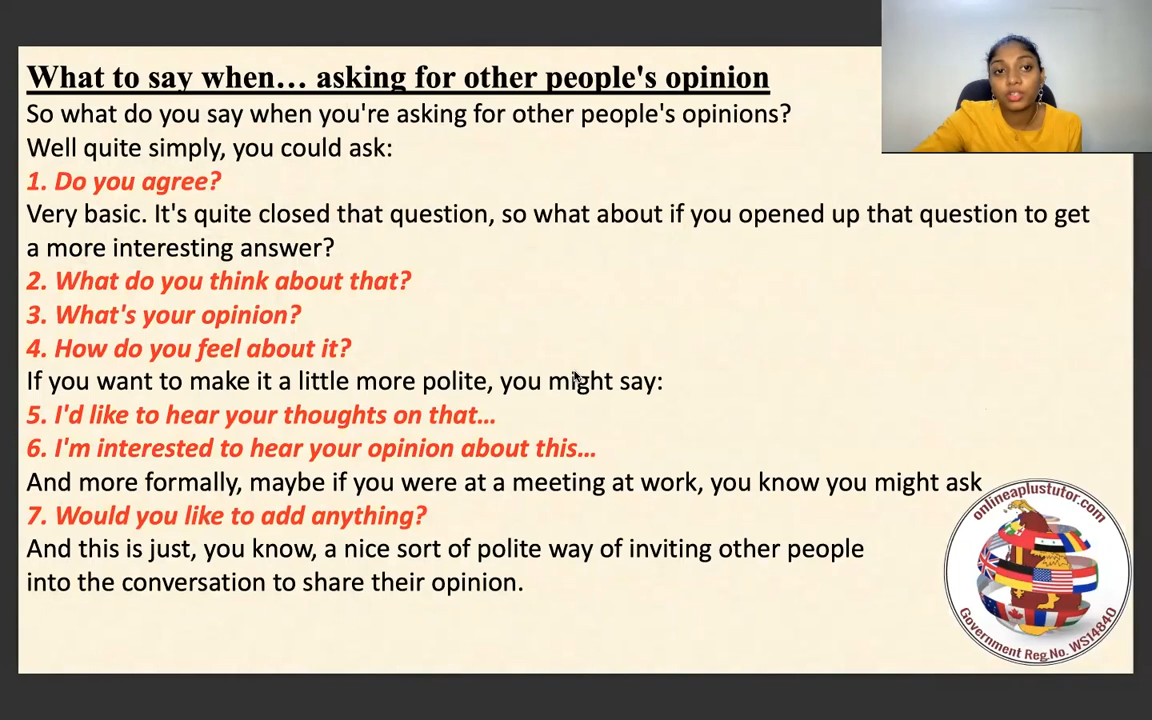 What to say when... asking for other people's opinion
So what do you say when you're asking for other people's opinions?
Well quite simply, you could ask:
1. Do you agree?
Very basic. It's quite closed that question, so what about if you opened up that question to get
a more interesting answer?
2. What do you think about that?
3. What's your opinion?
4. How do you feel about it?
If you want to make it a little more polite, you might say:
5. I'd like to hear your thoughts on that...
6. I'm interested to hear your opinion about this...
And more formally, maybe if you were at a meeting at work, you know you might ask
7. Would you like to add anything?
And this is just, you know, a nice sort of polite way of inviting other people
into the conversation to share their opinion.
onlineaplustutor.com
Government Reg.No. WS14840